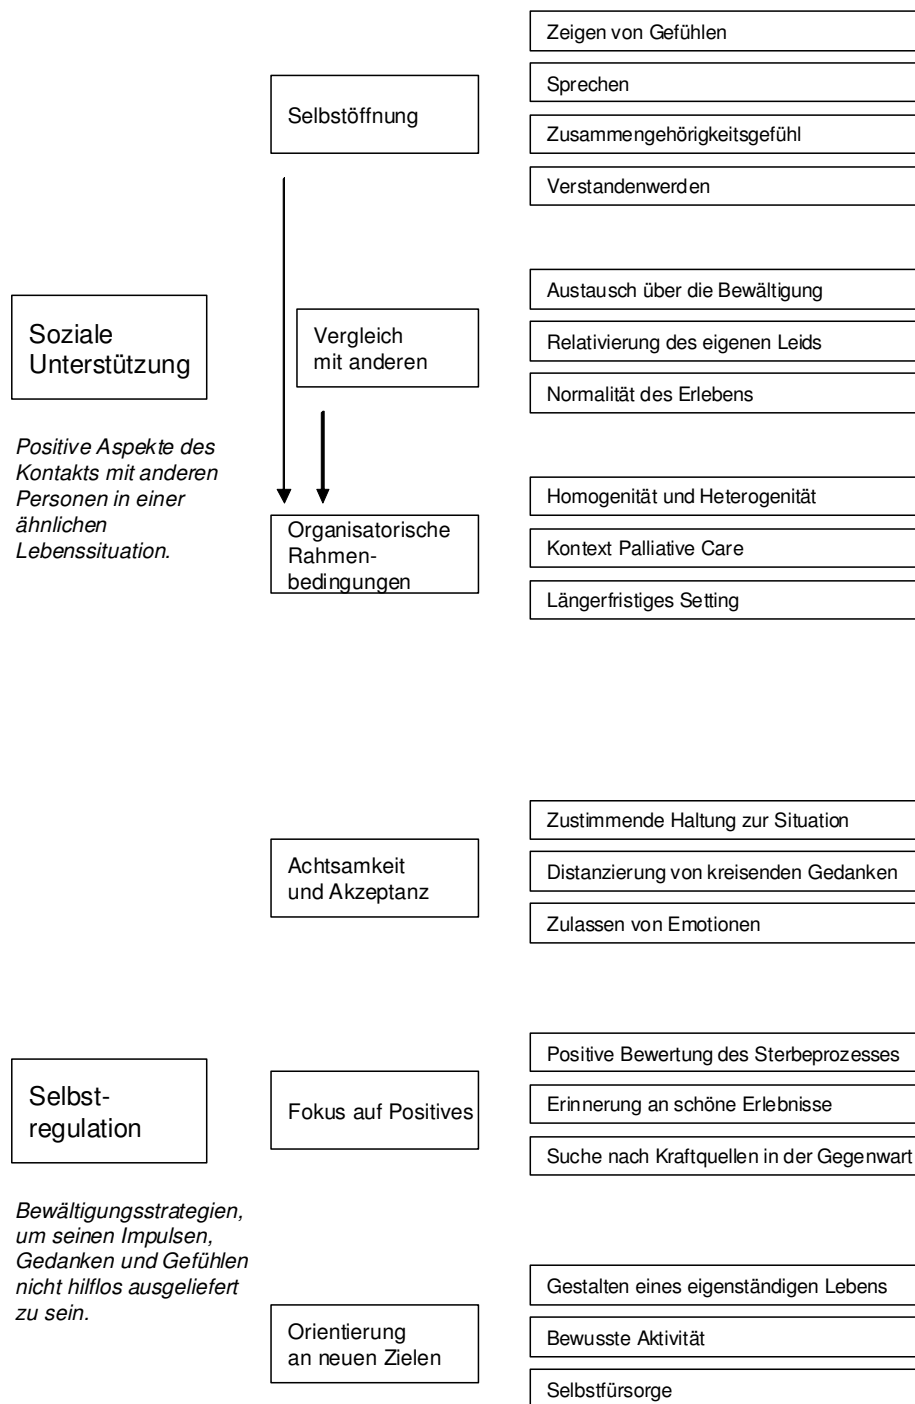 Zeigen von Gefühlen
Sprechen
Selbstöffnung
Zusammengehörigkeitsgefühl
Verstandenwerden
Soziale
Unterstützung
Positive Aspekte des
Kontakts mit anderen
Personen in einer
ähnlichen
Lebenssituation.
Vergleich
mit anderen
Austausch über die Bewältigung
Relativierung des eigenen Leids
Normalität des Erlebens
Organisatorische
Rahmen-
bedingungen
Homogenität und Heterogenität
Kontext Palliative Care
Längerfristiges Setting
Achtsamkeit
und Akzeptanz
Zustimmende Haltung zur Situation
Distanzierung von kreisenden Gedanken
Zulassen von Emotionen
Selbst-
regulation
Bewältigungsstrategien,
um seinen Impulsen,
Gedanken und Gefühlen
nicht hilflos ausgeliefert
zu sein.
Fokus auf Positives
Positive Bewertung des Sterbeprozesses
Erinnerung an schöne Erlebnisse
Suche nach Kraftquellen in der Gegenwart
Orientierung
an neuen Zielen
Gestalten eines eigenständigen Lebens
Bewusste Aktivität
Selbstfürsorge